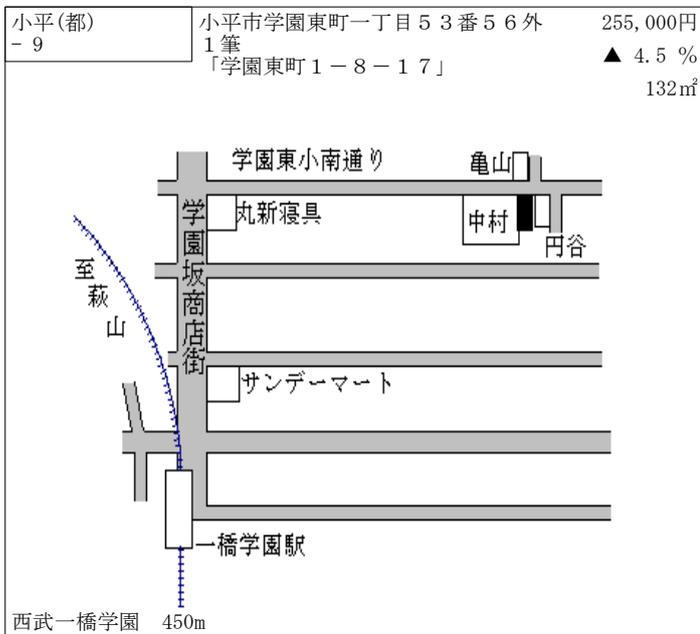 小平(都)
－９
小平市学園東町一丁目５３番５６外
１筆
「学園東町１－８－１７」
255,000円
▲ 4.5 %
132㎡
学園東小南通り
亀山
丸新寝具
中村
円谷
学園坂商店街
至萩山
サンデーマート
一橋学園駅
西武一橋学園　450m